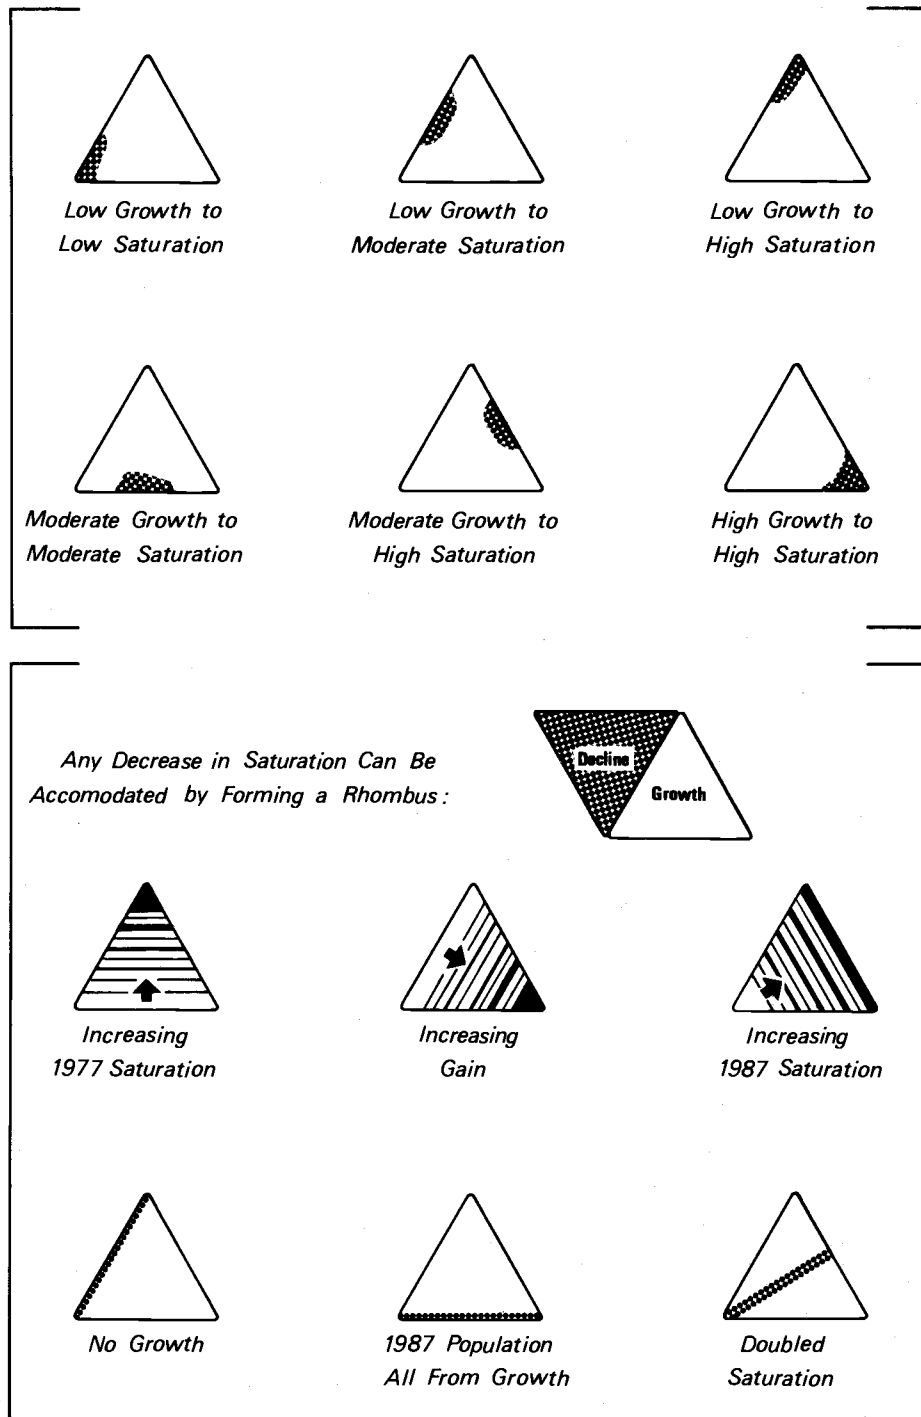 Low Growth to
Low Saturation
Low Growth to
Moderate Saturation
Low Growth to
High Saturation
Moderate Growth to
Moderate Saturation
Moderate Growth to
High Saturation
High Growth to
High Saturation
Any Decrease in Saturation Can Be
Accomodated by Forming a Rhombus:
Decline
Growth
Increasing
1977 Saturation
Increasing
Gain
Increasing
1987 Saturation
No Growth
1987 Population
All From Growth
Doubled
Saturation